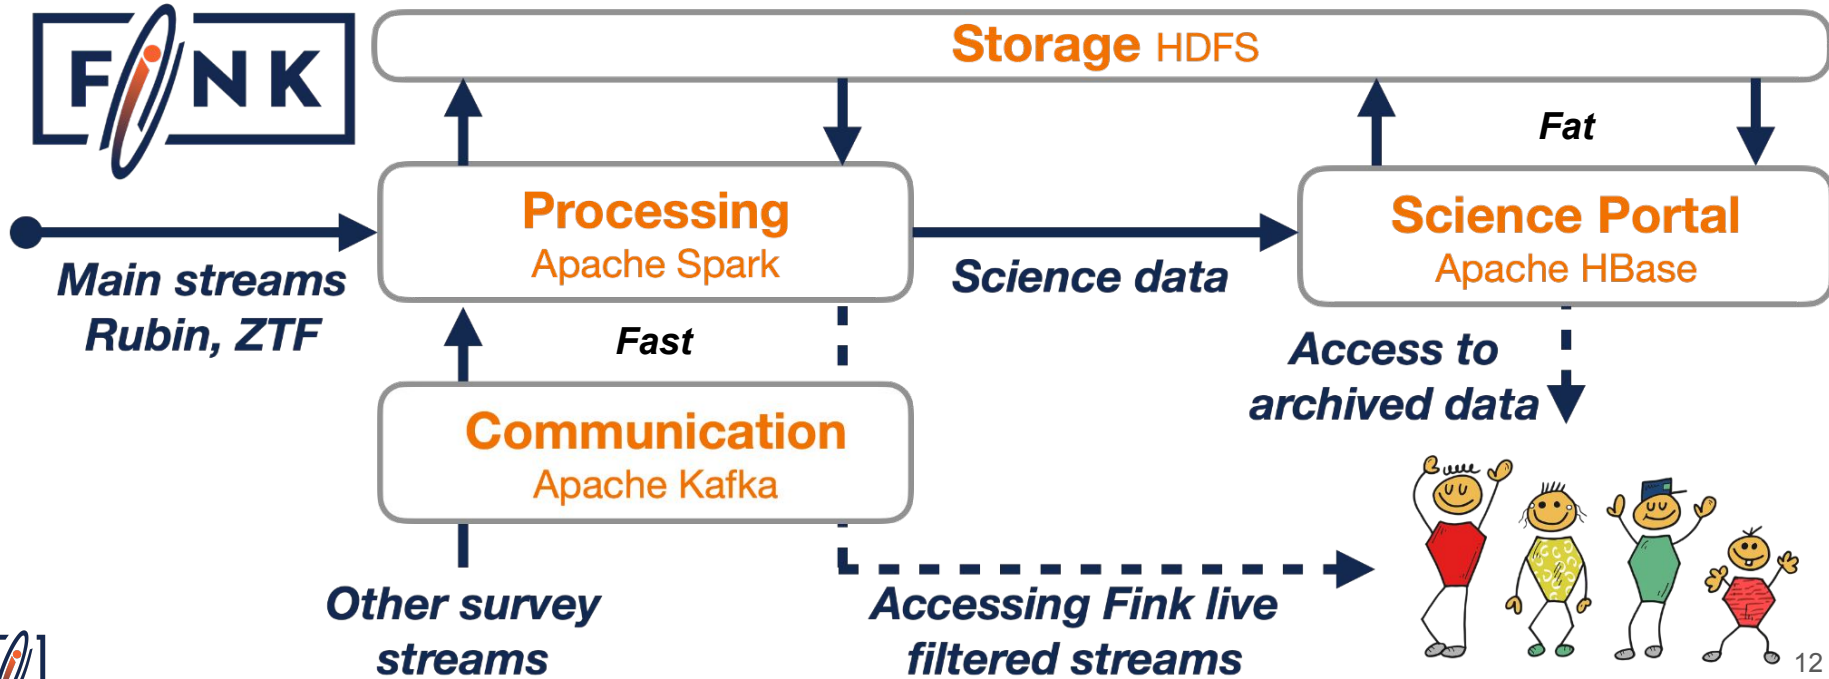 FINK
Storage HDFS
Fat
Processing
Apache Spark
Science Portal
Apache HBase
Main streams
Rubin, ZTF
Science data
Fast
Access to
archived data
Communication
Apache Kafka
Other survey
streams
Accessing Fink live
filtered streams
12